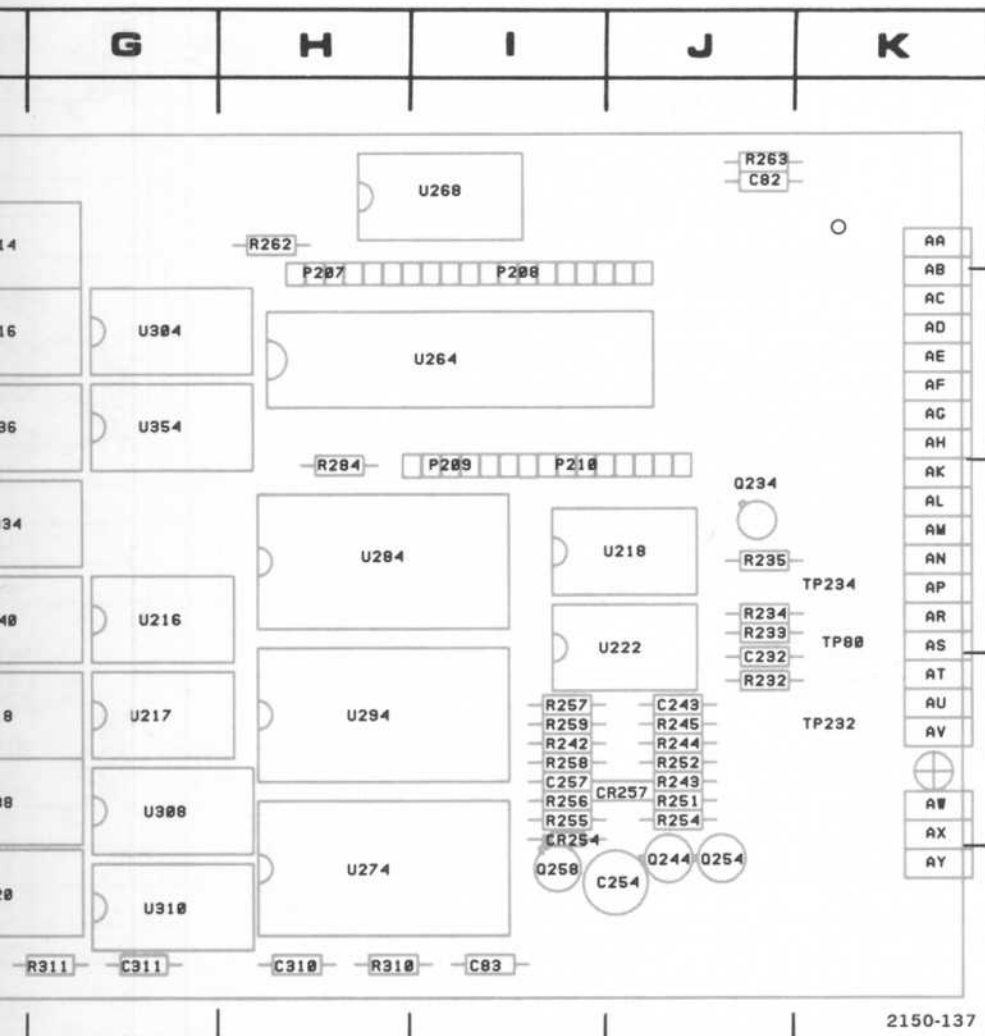 G H I J K
R263
C82
U268
R262
P207 P208
14
AA
AB
AC
AD
AE
AF
AG
AH
AK
AL
AM
AN
AP
AR
AS
AT
AU
AV
AW
AX
AY
16
U304
U264
36
U354
R284
P209 P210
Q234
34
U284
U218
R235
TP234
40
U216
U222
R234
R233
C232
R232
TP80
8
U217
U294
R257
R259
R242
R258
C257
R256
R255
CR254
C243
R245
R244
R252
R243
R251
R254
CR257
TP232
38
U308
U274
Q258
C254
Q244
Q254
20
U310
R311 C311 C310 R310 C83
2150-137